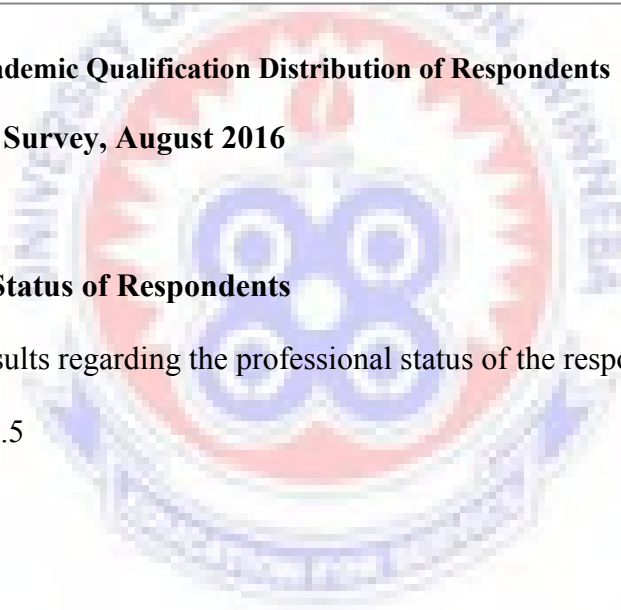 ademic Qualification Distribution of Respondents
Survey, August 2016
Status of Respondents
sults regarding the professional status of the respo
.5